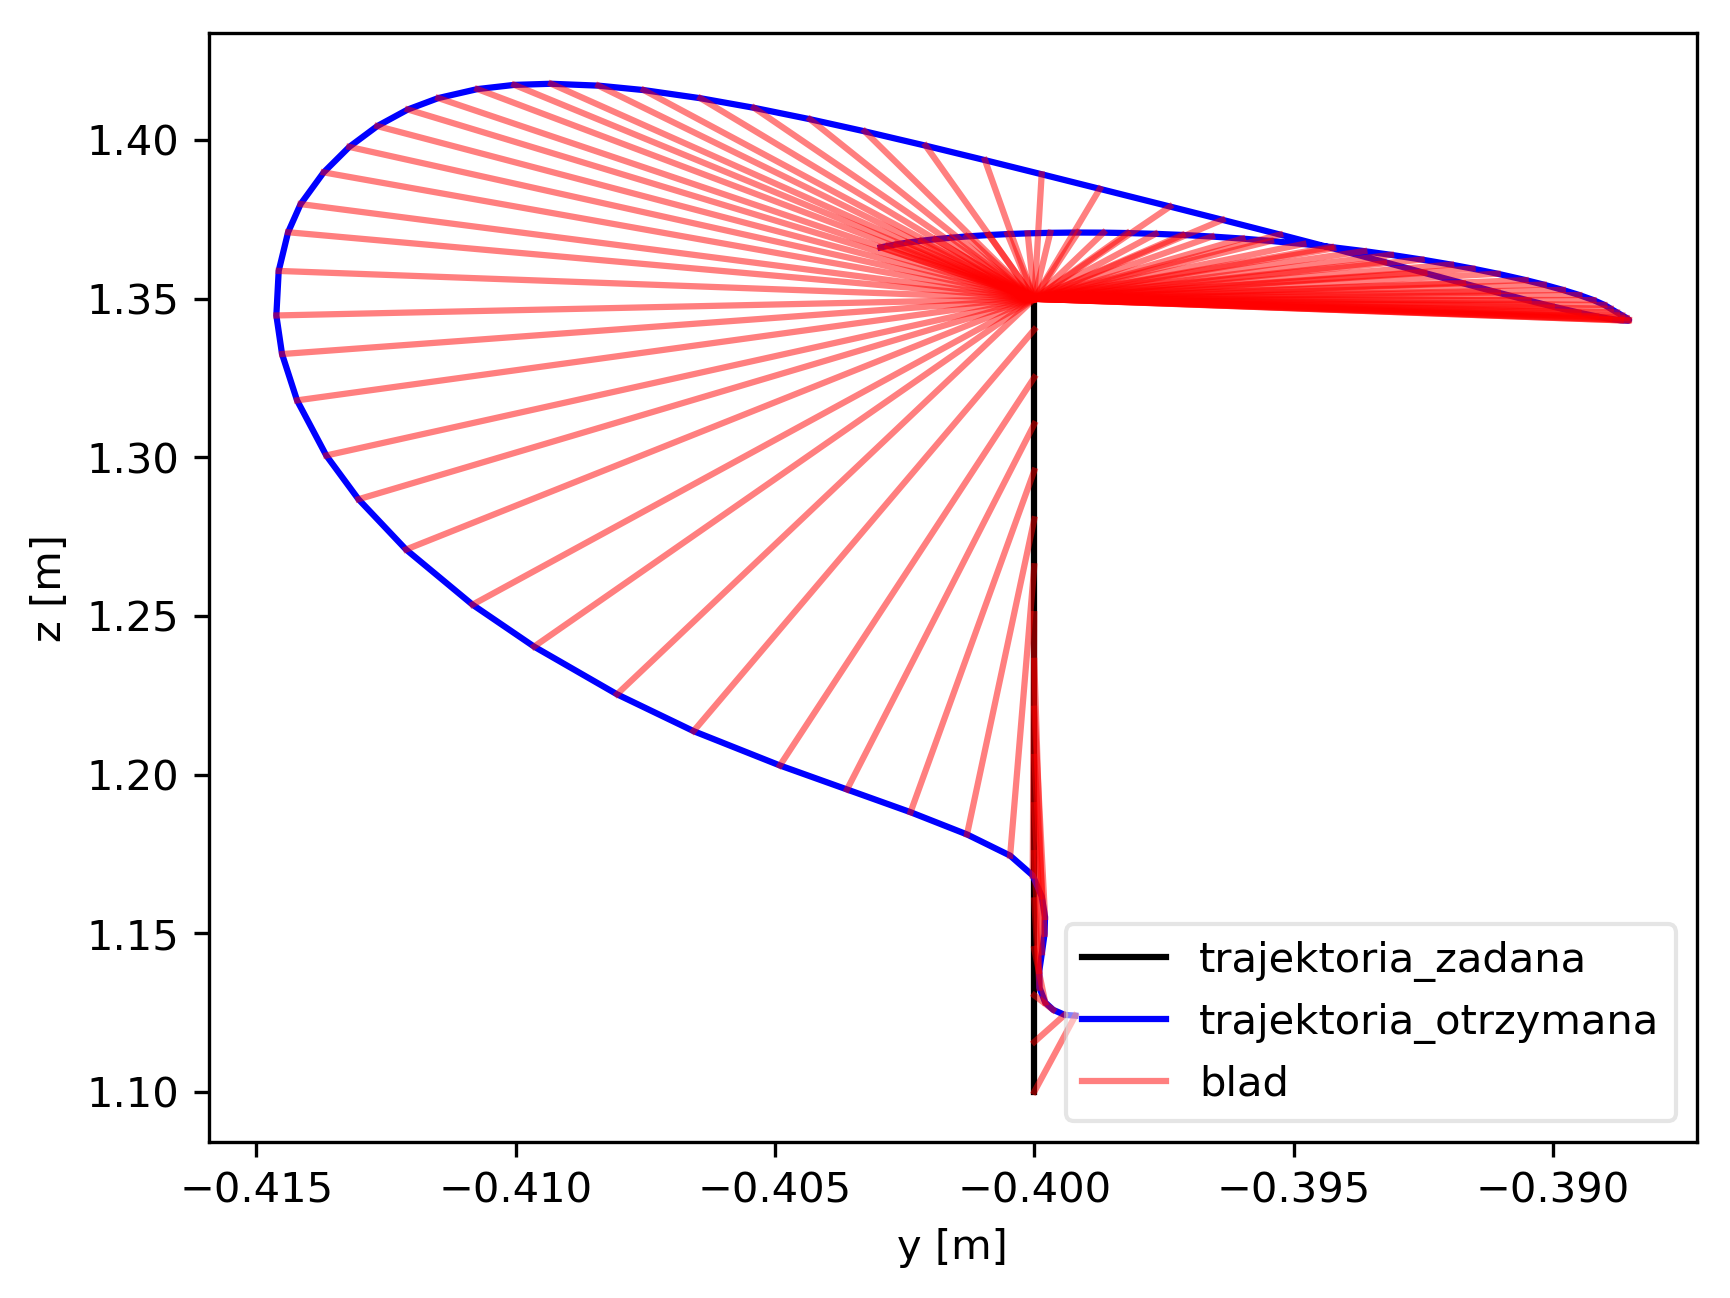 1.40
1.35
1.30
1.25
1.20
1.15
1.10
z [m]
−0.415
−0.410
−0.405
−0.400
−0.395
−0.390
y [m]
trajektoria_zadana
trajektoria_otrzymana
blad